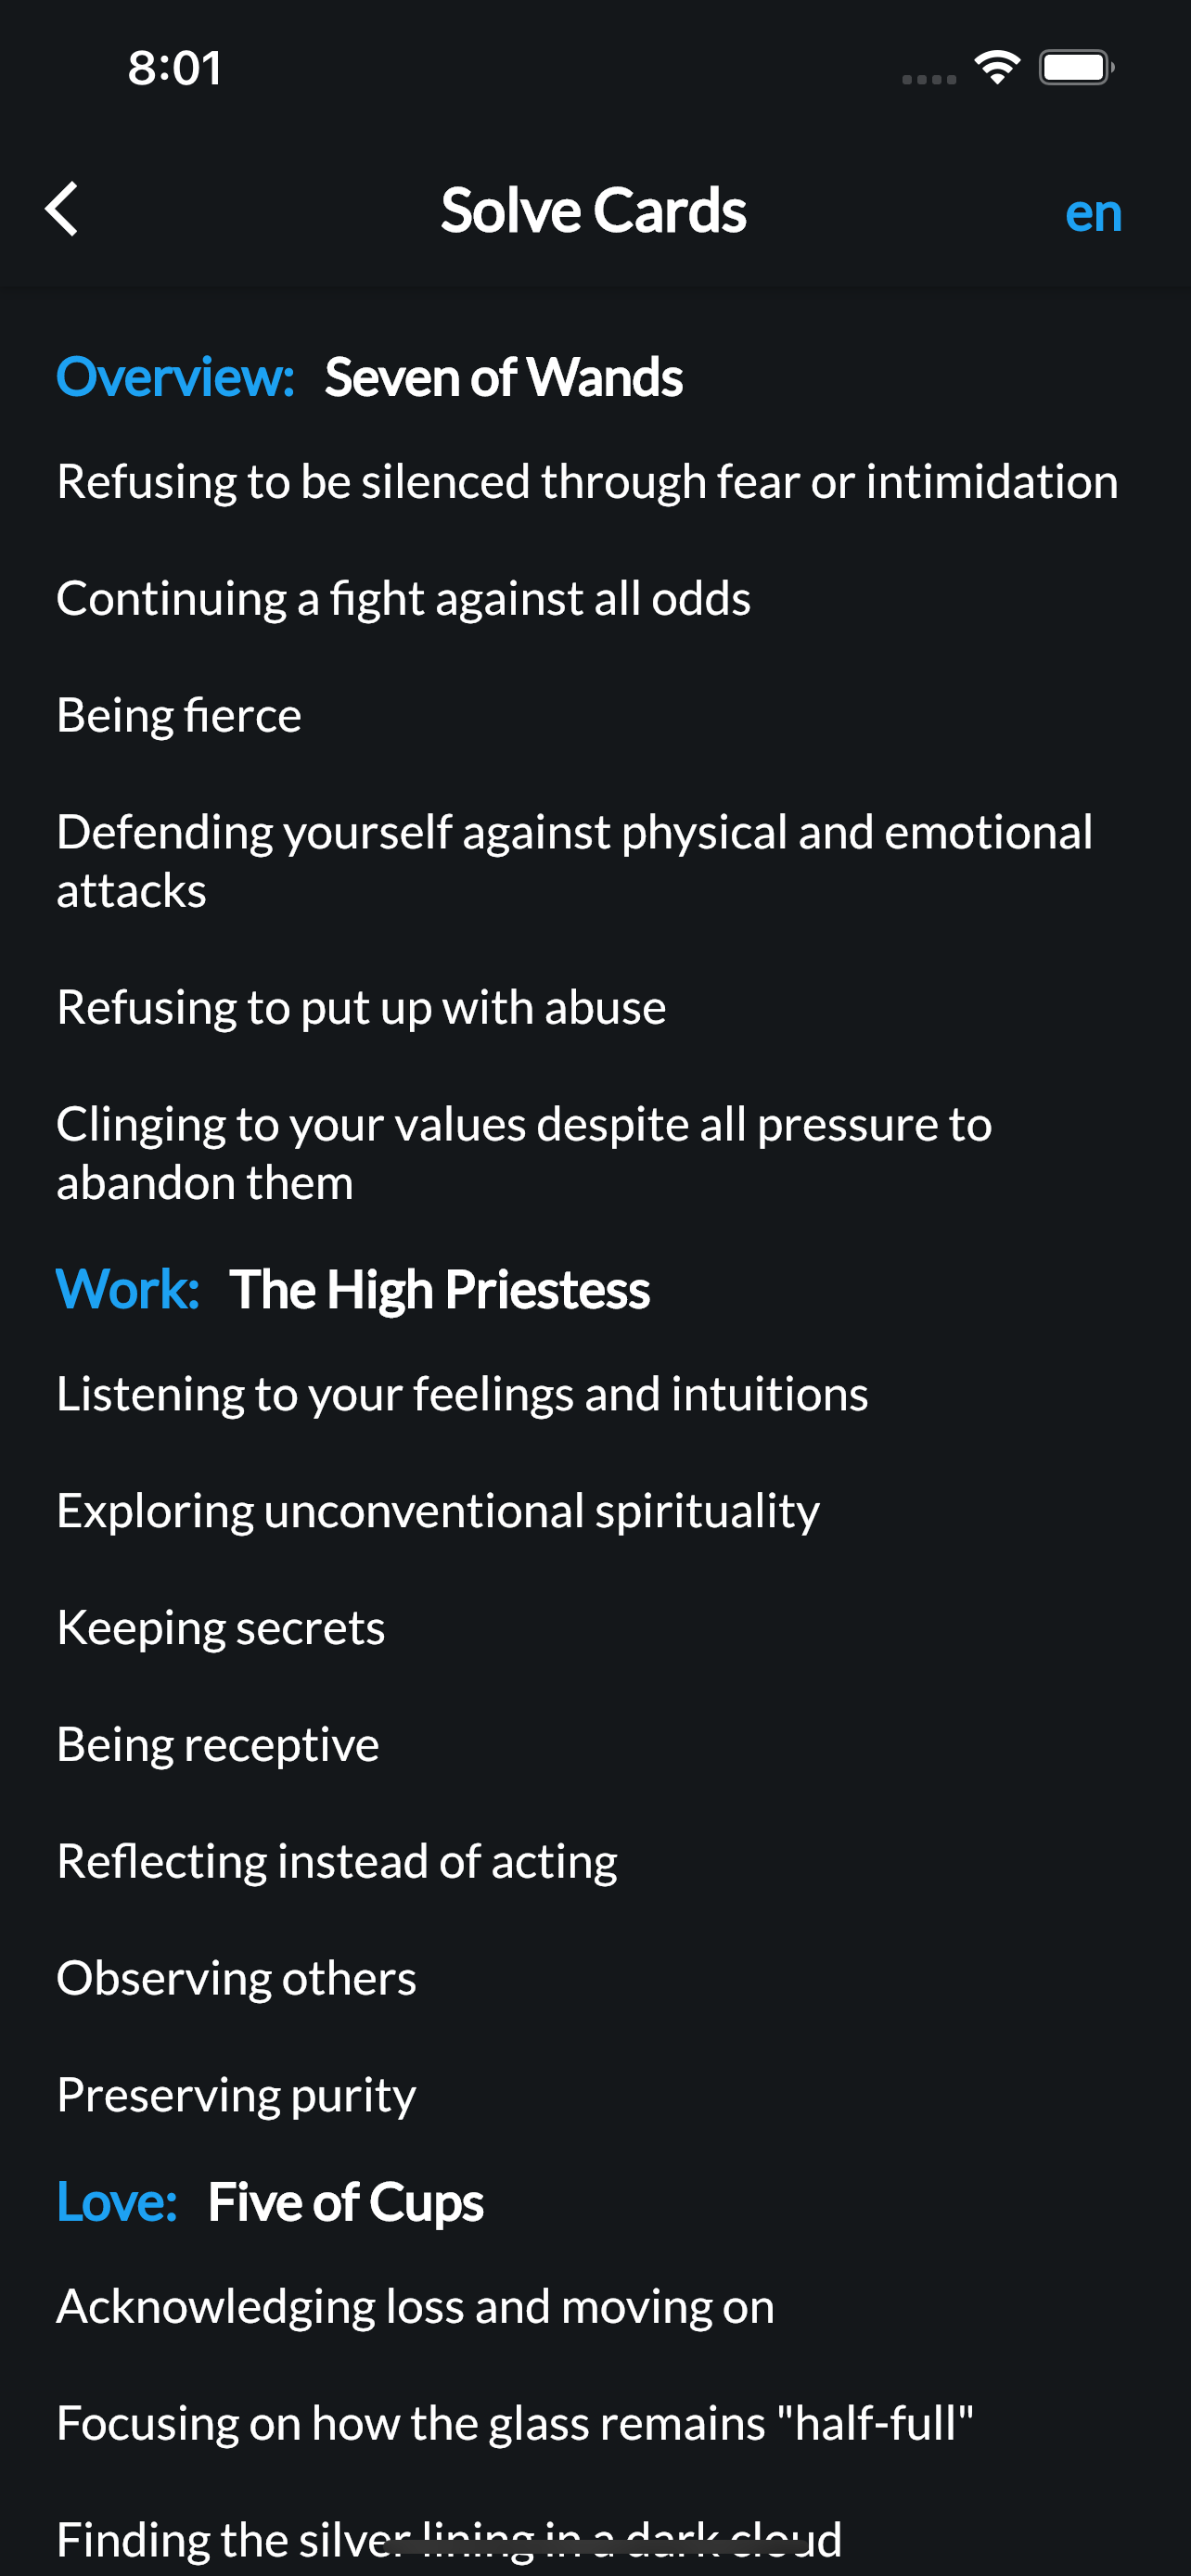 8:01
Solve Cards
en
Overview: Seven of Wands
Refusing to be silenced through fear or intimidation
Continuing a fight against all odds
Being fierce
Defending yourself against physical and emotional
attacks
Refusing to put up with abuse
Clinging to your values despite all pressure to
abandon them
Work: The High Priestess
Listening to your feelings and intuitions
Exploring unconventional spirituality
Keeping secrets
Being receptive
Reflecting instead of acting
Observing others
Preserving purity
Love: Five of Cups
Acknowledging loss and moving on
Focusing on how the glass remains "half-full"
Finding the silver lining in a dark cloud